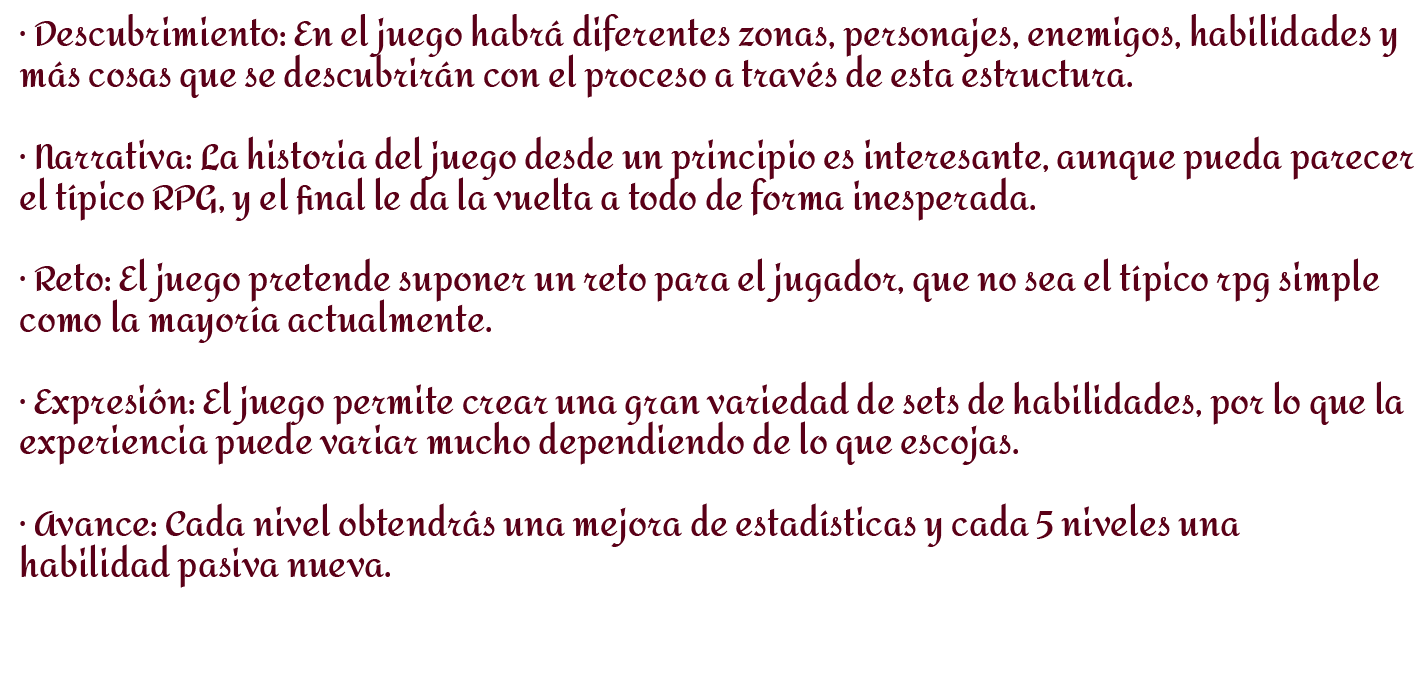 · Descubrimiento: En el juego habrá diferentes zonas, personajes, enemigos, habilidades y
más cosas que se descubrirán con el proceso a través de esta estructura.
· Narrativa: La historia del juego desde un principio es interesante, aunque pueda parecer
el típico RPG, y el final le da la vuelta a todo de forma inesperada.
· Reto: El juego pretende suponer un reto para el jugador, que no sea el típico rpg simple
como la mayoría actualmente.
· Expresión: El juego permite crear una gran variedad de sets de habilidades, por lo que la
experiencia puede variar mucho dependiendo de lo que escojas.
· Avance: Cada nivel obtendrás una mejora de estadísticas y cada 5 niveles una
habilidad pasiva nueva.